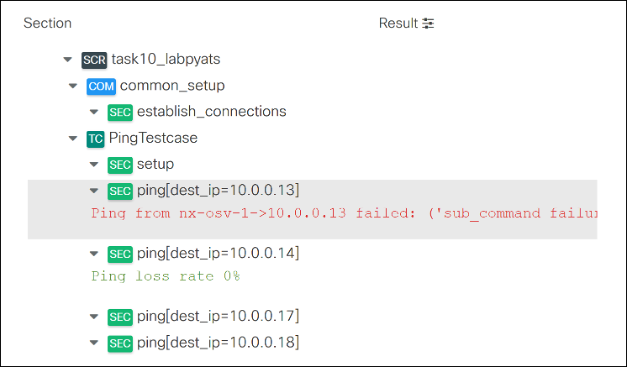 Section Result
SCR task10_labpyats
COM common_setup
SEC establish_connections
TC PingTestcase
SEC setup
SEC ping[dest_ip=10.0.0.13]
Ping from nx-osv-1->10.0.0.13 failed: ('sub_command failur
SEC ping[dest_ip=10.0.0.14]
Ping loss rate 0%
SEC ping[dest_ip=10.0.0.17]
SEC ping[dest_ip=10.0.0.18]